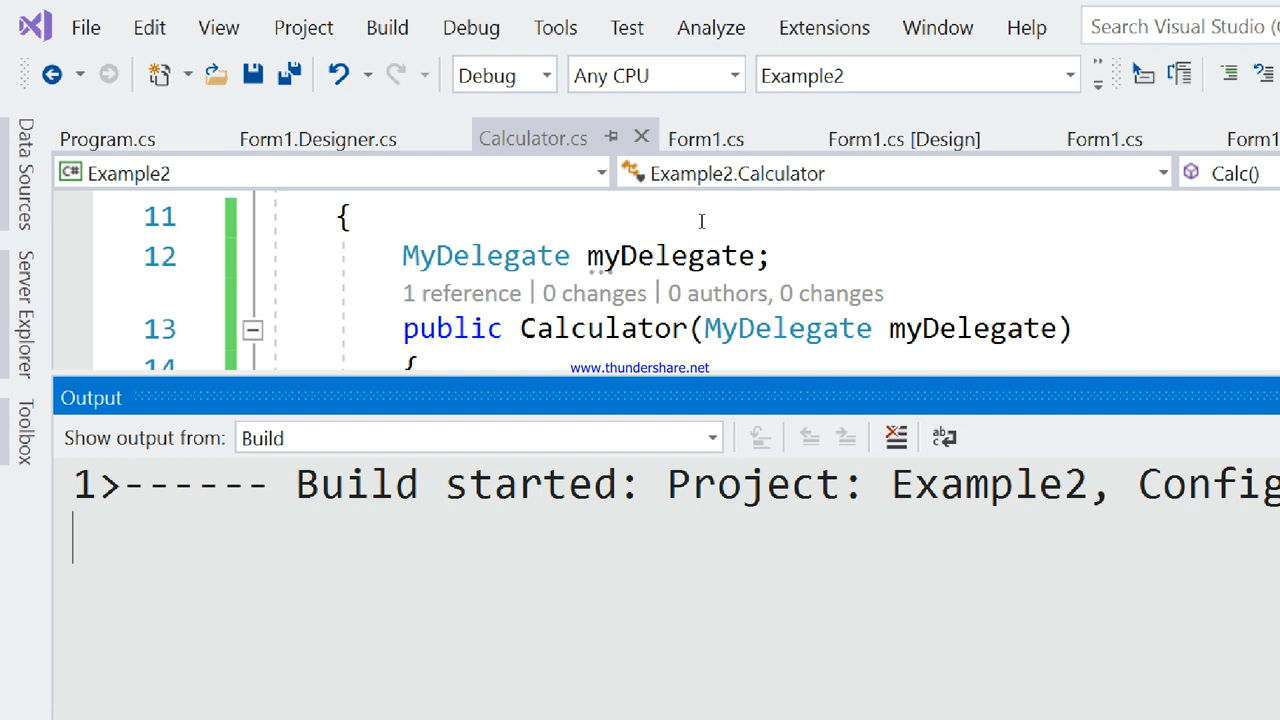 File Edit View Project Build Debug Tools Test Analyze Extensions Window Help Search Visual Studio (
Debug Any CPU Example2
Program.cs Form1.Designer.cs Calculator.cs Form1.cs Form1.cs [Design] Form1.cs Form1
Example2 Example2.Calculator Calc()
11 {
12 MyDelegate myDelegate;
1 reference | 0 changes | 0 authors, 0 changes
13 public Calculator(MyDelegate myDelegate)
14 {
www.thundershare.net
Output
Show output from: Build
1>------ Build started: Project: Example2, Config
Data Sources
Server Explorer
Toolbox